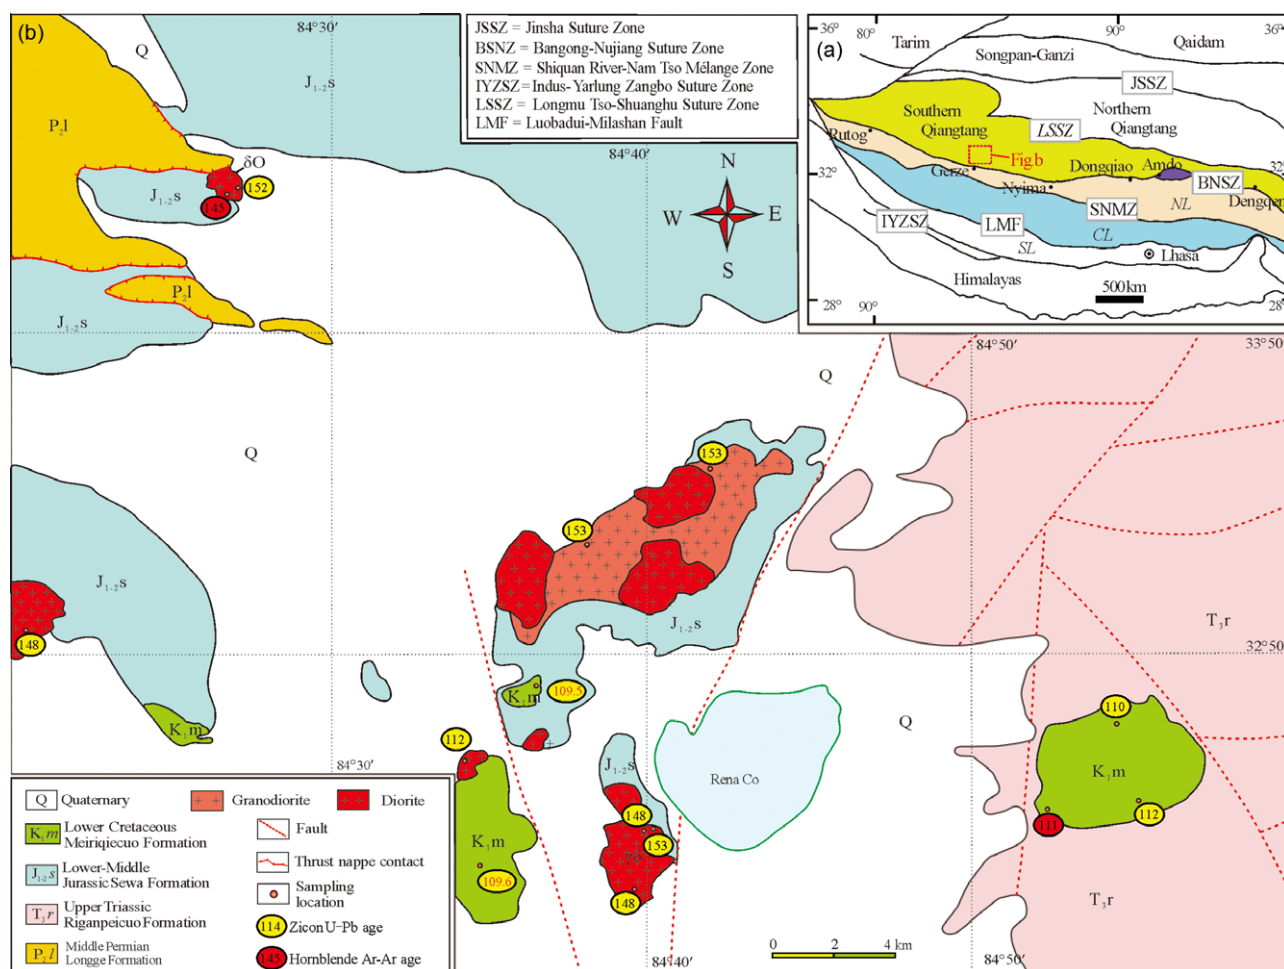 (b)
84°30′
Q
J₁₋₂s
P₂l
δO
152
J₁₋₂s
145
P₂l
J₁₋₂s
JSSZ = Jinsha Suture Zone
BSNZ = Bangong-Nujiang Suture Zone
SNMZ = Shiquan River-Nam Tso Mélange Zone
IYZSZ = Indus-Yarlung Zangbo Suture Zone
LSSZ = Longmu Tso-Shuanghu Suture Zone
LMF = Luobadui-Milashan Fault
84°40′
N
W
E
S
36°
80°
(a)
90°
36°
Tarim
Songpan-Ganzi
Qaidam
JSSZ
Southern
Qiangtang
LSSZ
Northern
Qiangtang
Rutog
Fig.b
Gerze
Dongqiao
Amdo
32°
32°
Nyima
BNSZ
NL
Dengqen
IYZSZ
LMF
SNMZ
SL
CL
Lhasa
Himalayas
500km
28°
90°
28°
84°50′
33°50′
Q
Q
153
153
J₁₋₂s
148
K₁m
J₁₋₂s
T₃r
32°50′
K₁m
109.5
112
84°30′
J₁₋₂s
Rena Co
Q
110
K₁m
148
153
111
112
K₁m
109.6
148
T₃r
84°40′
0
2
4 km
84°50′
Q
Quaternary
Granodiorite
Diorite
K₁m
Lower Cretaceous
Meiriqiecuo Formation
Fault
J₁₋₂s
Lower-Middle
Jurassic Sewa Formation
Thrust nappe contact
Sampling
location
T₃r
Upper Triassic
Riganpeicuo Formation
114
Zicon U-Pb age
P₂l
Middle Permian
Longge Formation
145
Hornblende Ar-Ar age